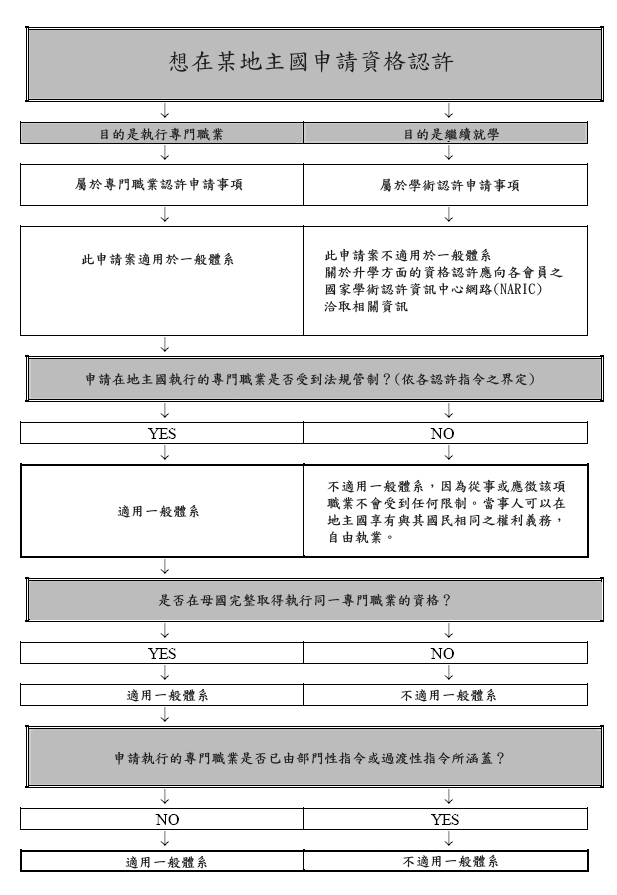 想在某地主國申請資格認許
↓ ↓
目的是執行專門職業 目的是繼續就學
↓ ↓
屬於專門職業認許申請事項 屬於學術認許申請事項
↓ ↓
此申請案適用於一般體系
此申請案不適用於一般體系
關於升學方面的資格認許應向各會員之
國家學術認許資訊中心網路(NARIC)
洽取相關資訊
↓
申請在地主國執行的專門職業是否受到法規管制？(依各認許指令之界定)
↓ ↓
YES NO
↓ ↓
適用一般體系
不適用一般體系，因為從事或應徵該項
職業不會受到任何限制。當事人可以在
地主國享有與其國民相同之權利義務，
自由執業。
↓
是否在母國完整取得執行同一專門職業的資格？
↓ ↓
YES NO
↓ ↓
適用一般體系 不適用一般體系
↓
申請執行的專門職業是否已由部門性指令或過渡性指令所涵蓋？
↓ ↓
NO YES
↓ ↓
適用一般體系 不適用一般體系